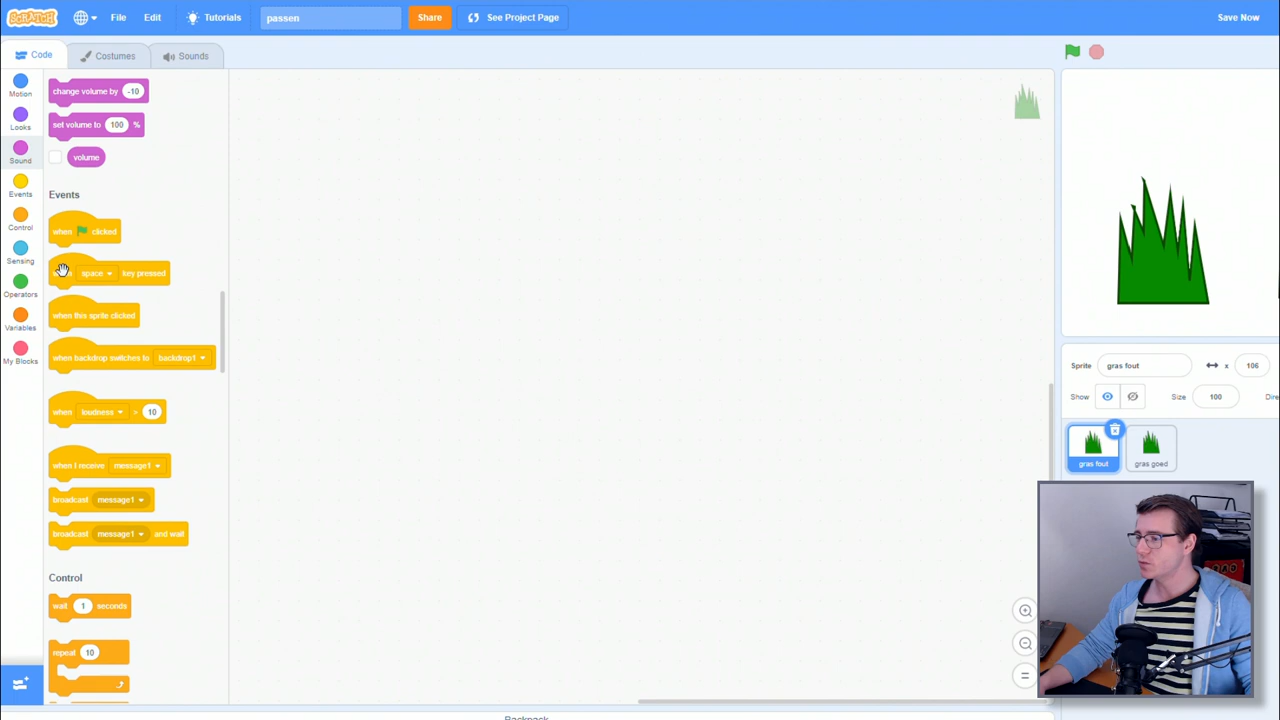 SCRATCH File Edit Tutorials passen Share See Project Page Save Now
Code Costumes Sounds
Motion
Looks
Sound
Events
Control
Sensing
Operators
Variables
My Blocks
change volume by -10
set volume to 100 %
volume
Events
when clicked
space key pressed
when this sprite clicked
when backdrop switches to backdrop1
when loudness > 10
when I receive message1
broadcast message1
broadcast message1 and wait
Control
wait 1 seconds
repeat 10
Sprite gras fout x 106
Show Size 100 Dire
gras fout gras goed
Backpack